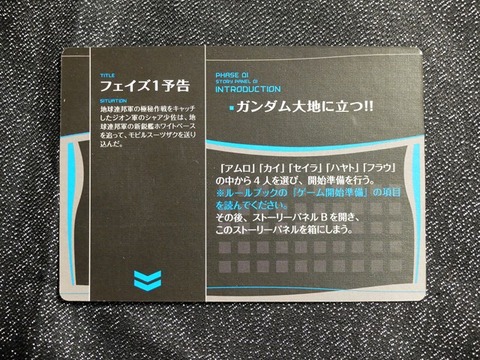 TITLE
フェイズ1予告
SITUATION
地球連邦軍の極秘作戦をキャッチ
したジオン軍のシャア少佐は、地
球連邦軍の新鋭艦ホワイトベース
を追って、モビルスーツザクを送り
込んだ。
PHASE 01
STORY PANEL 01
INTRODUCTION
ガンダム大地に立つ!!
「アムロ」「カイ」「セイラ」「ハヤト」「フラウ」
の中から4人を選び、開始準備を行う。
※ルールブックの「ゲーム開始準備」の項目
を読んでください。
その後、ストーリーパネルBを開き、
このストーリーパネルを箱にしまう。